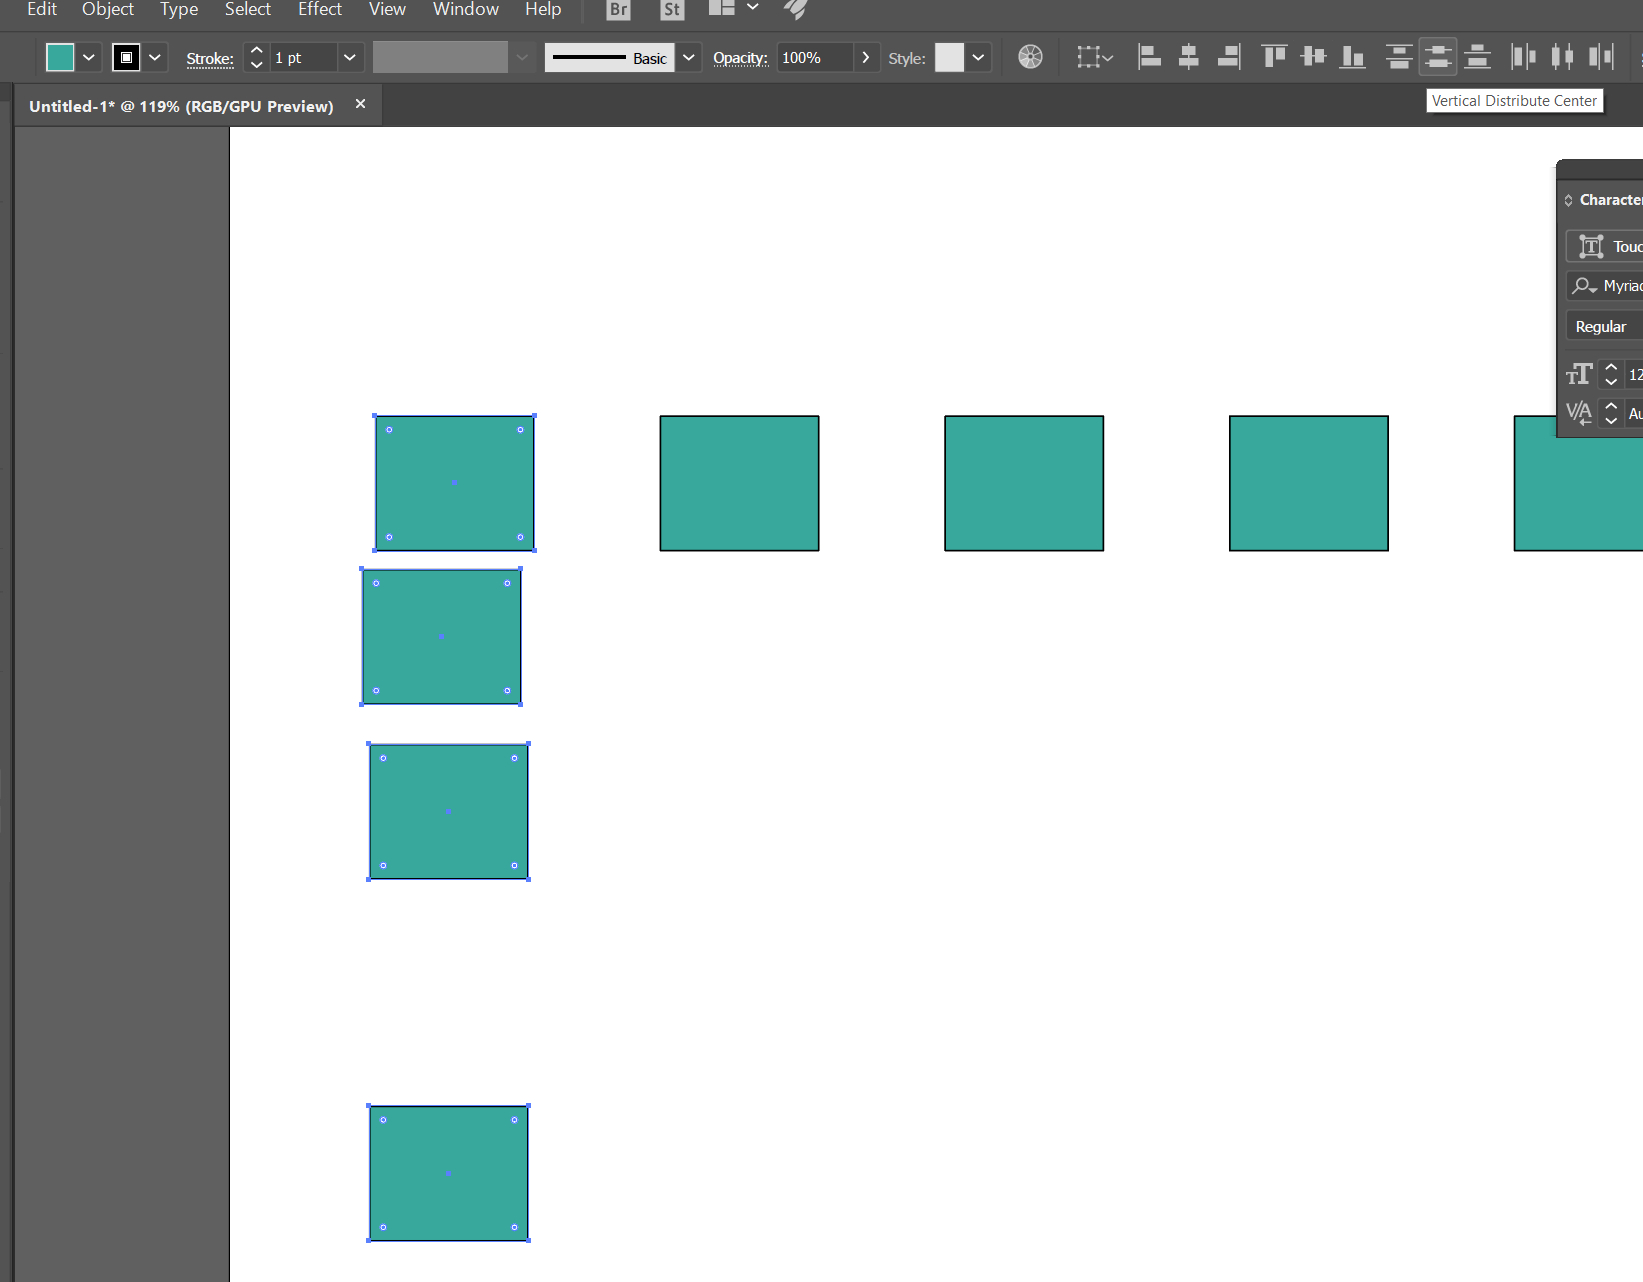 Edit Object Type Select Effect View Window Help Br St
Stroke: 1 pt Basic Opacity: 100% Style:
Untitled-1* @ 119% (RGB/GPU Preview) ×
Vertical Distribute Center
Character
Touc
Myriad
Regular
12
Au